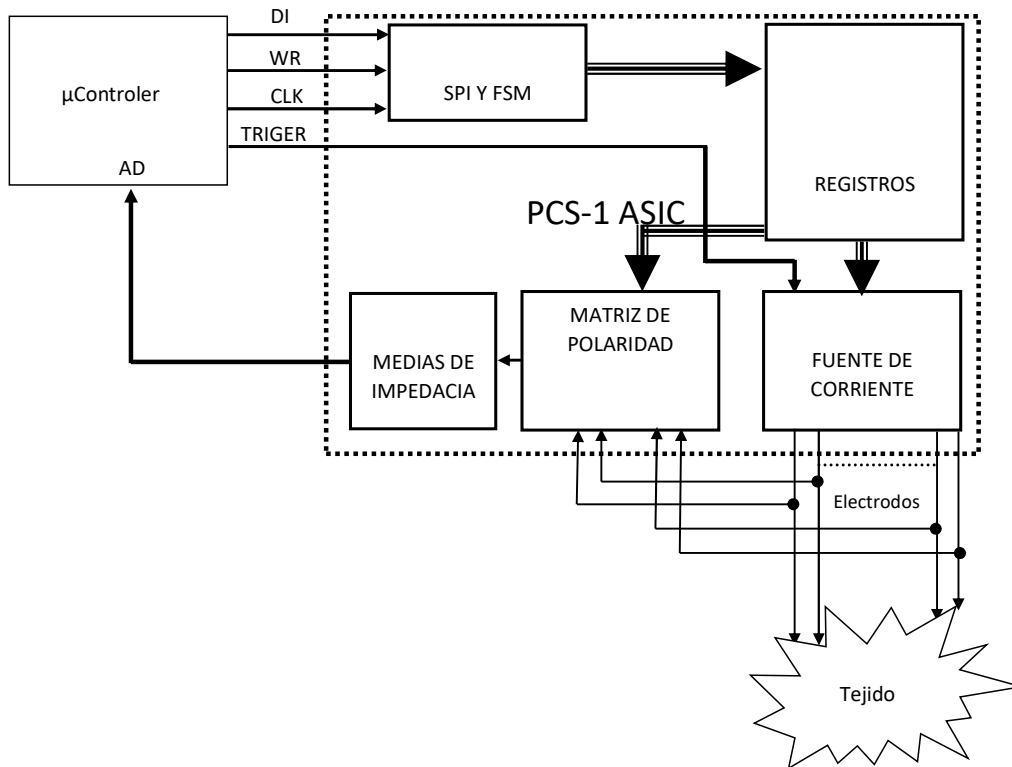 DI
WR
µControler
SPI Y FSM
CLK
TRIGER
AD
REGISTROS
PCS-1 ASIC
MATRIZ DE
POLARIDAD
MEDIAS DE
IMPEDACIA
FUENTE DE
CORRIENTE
Electrodos
Tejido